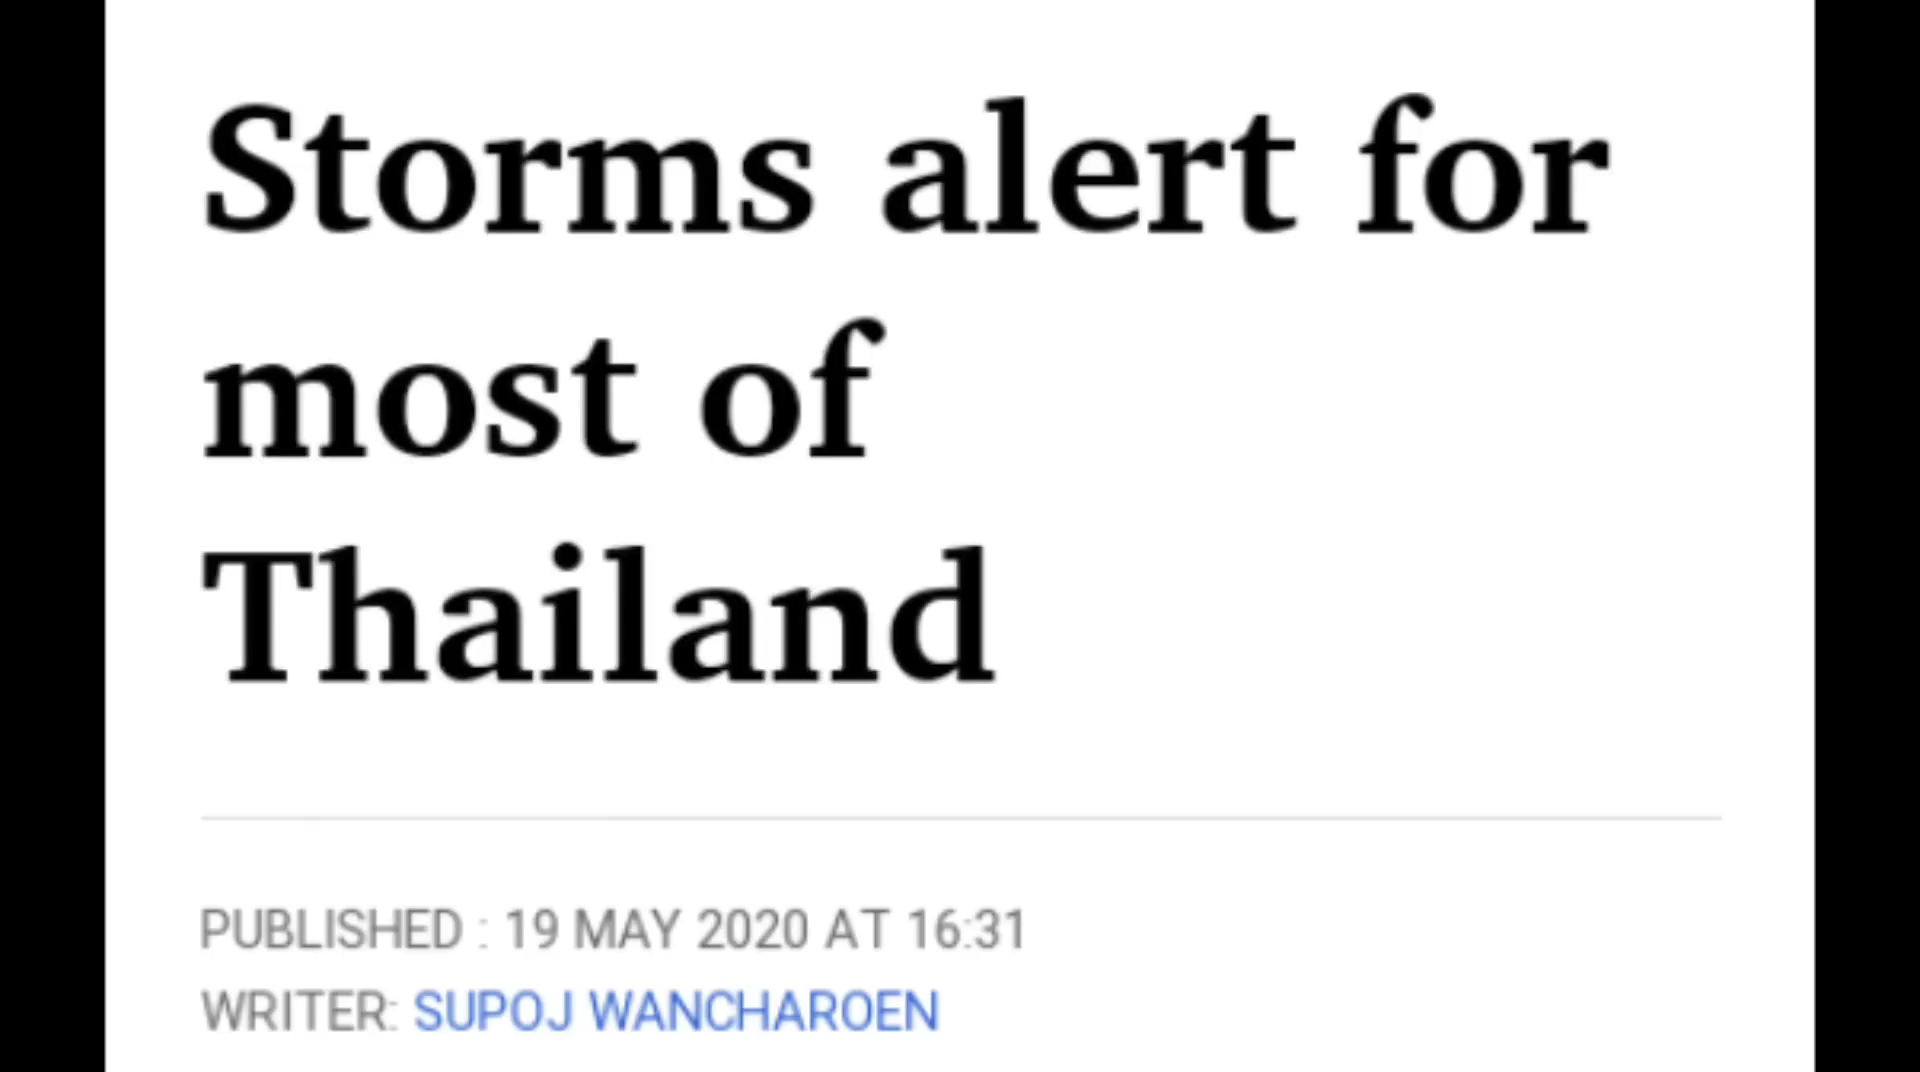 Storms alert for
most of
Thailand
PUBLISHED : 19 MAY 2020 AT 16:31
WRITER: SUPOJ WANCHAROEN